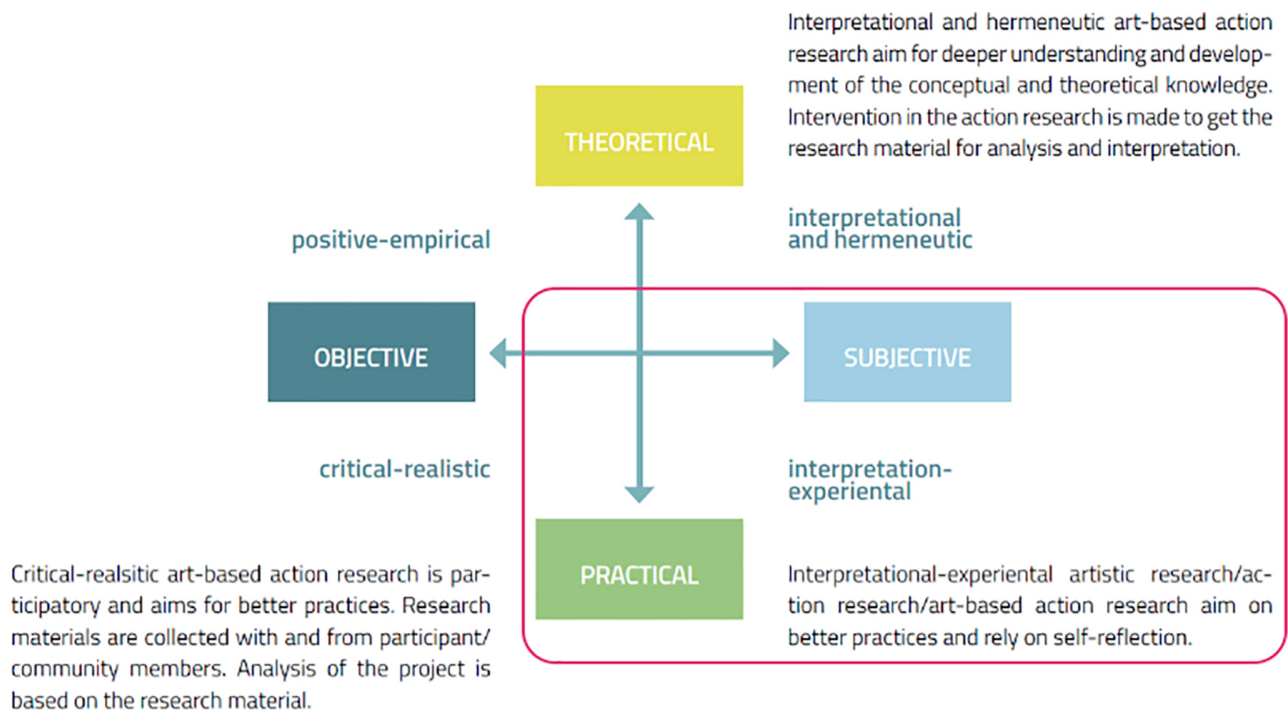 Interpretational and hermeneutic art-based action
research aim for deeper understanding and develop-
ment of the conceptual and theoretical knowledge.
Intervention in the action research is made to get the
research material for analysis and interpretation.
THEORETICAL
positive-empirical
interpretational
and hermeneutic
OBJECTIVE
SUBJECTIVE
critical-realistic
interpretation-
experiential
PRACTICAL
Critical-realsitic art-based action research is par-
ticipatory and aims for better practices. Research
materials are collected with and from participant/
community members. Analysis of the project is
based on the research material.
Interpretational-experiental artistic research/ac-
tion research/art-based action research aim on
better practices and rely on self-reflection.